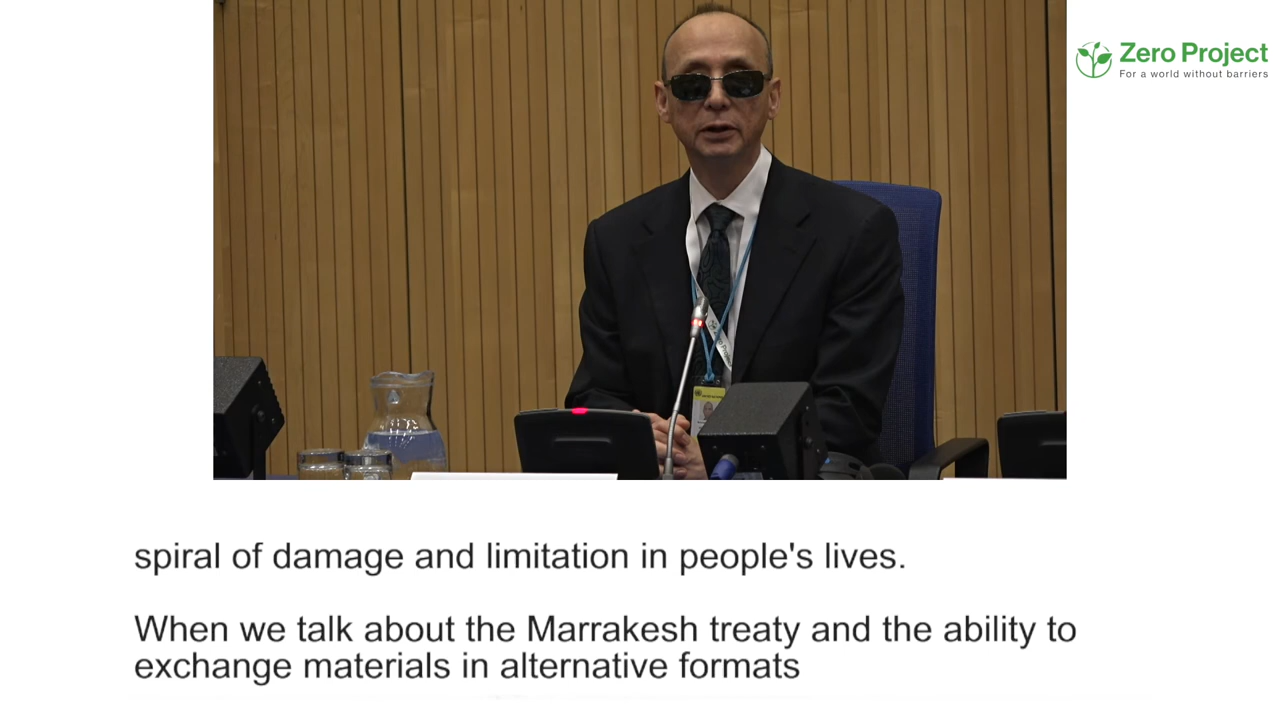 Zero Project
For a world without barriers
spiral of damage and limitation in people's lives.
When we talk about the Marrakesh treaty and the ability to
exchange materials in alternative formats